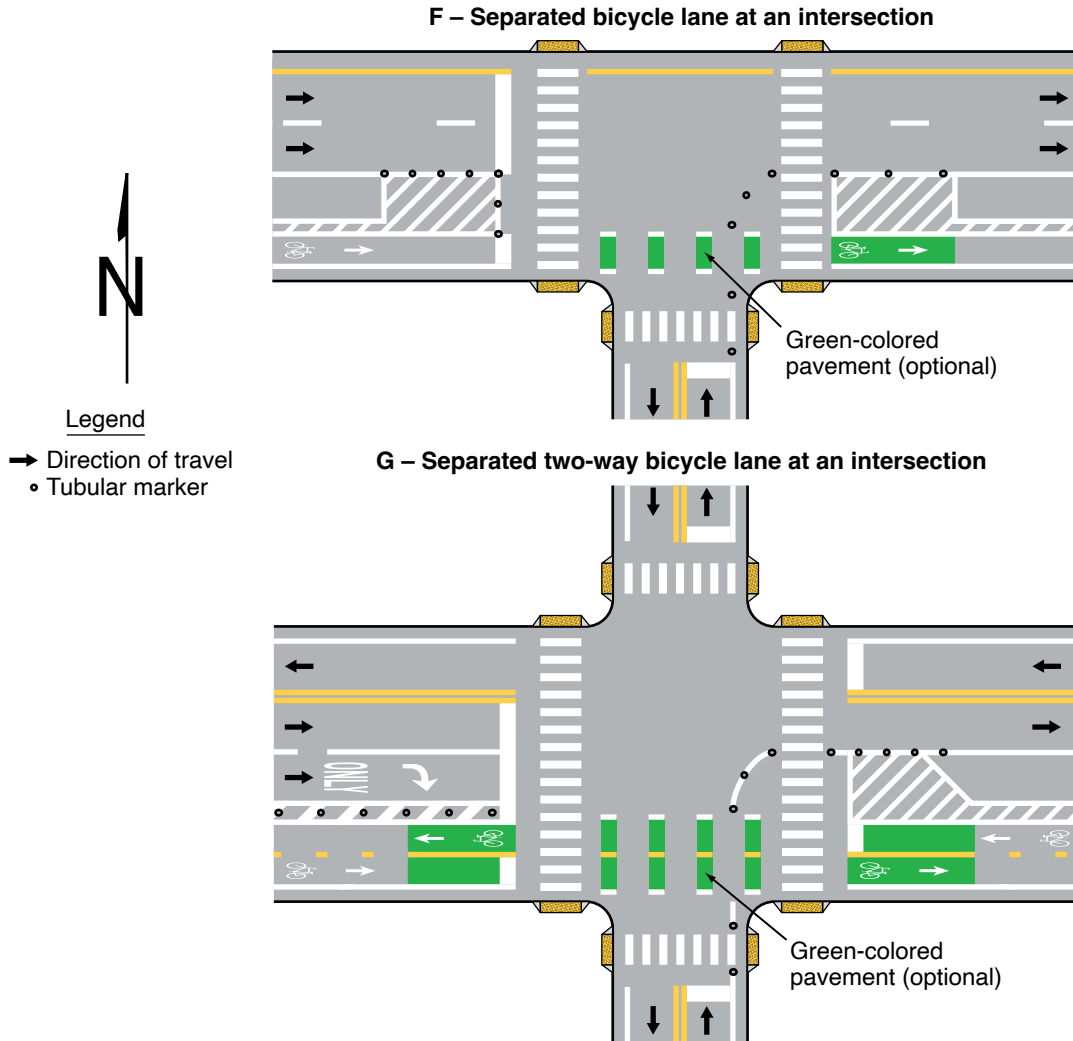 F – Separated bicycle lane at an intersection
N
Green-colored
pavement (optional)
Legend
Direction of travel
Tubular marker
G – Separated two-way bicycle lane at an intersection
ONLY
Green-colored
pavement (optional)